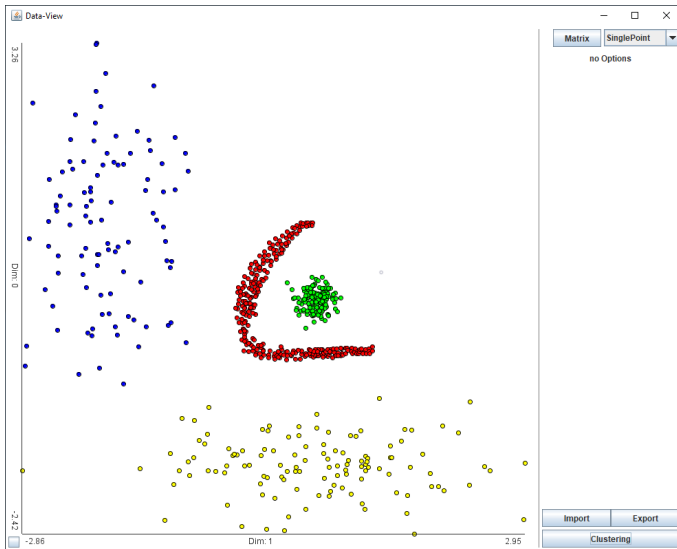 Data-View
Matrix
SinglePoint
no Options
3.26
Dim: 0
-2.42
-2.86
Dim: 1
2.95
Import
Export
Clustering